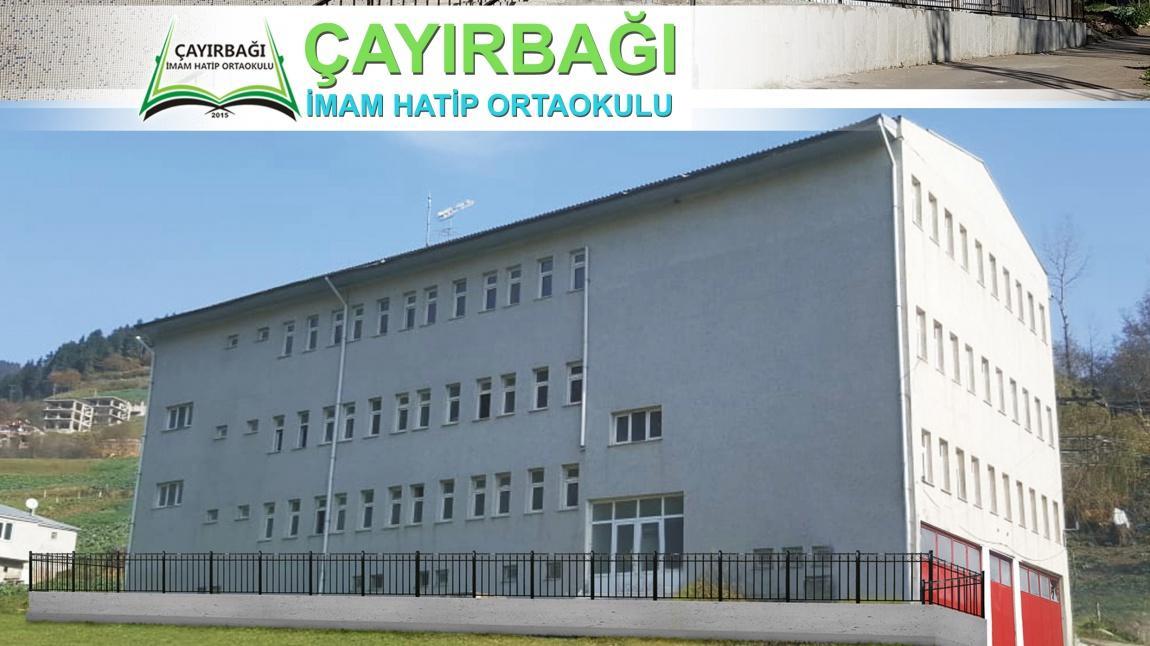 ÇAYIRBAĞI
İMAM HATİP ORTAOKULU
2015
ÇAYIRBAĞI
İMAM HATİP ORTAOKULU